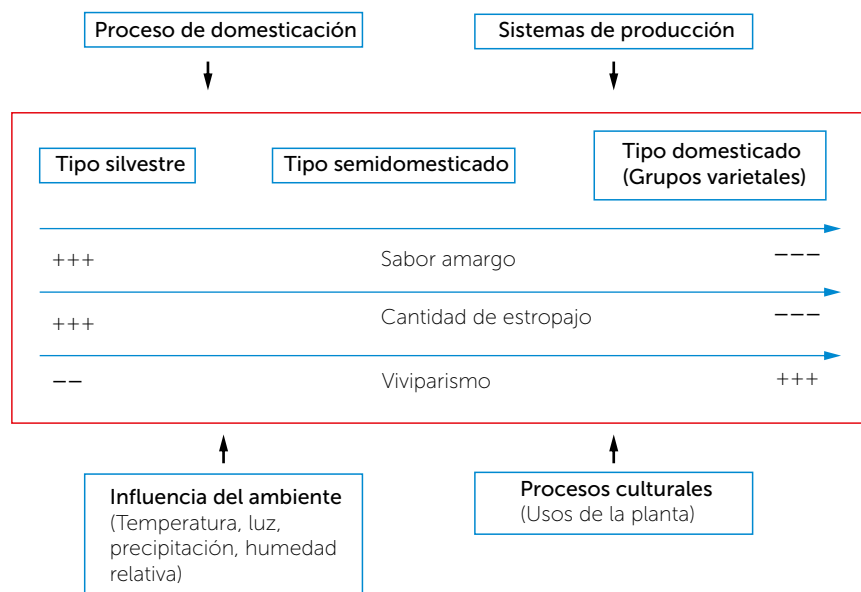 Proceso de domesticación
Sistemas de producción
Tipo silvestre
Tipo semidomesticado
Tipo domesticado
(Grupos varietales)
+++ Sabor amargo −−−
+++ Cantidad de estropajo −−−
−− Viviparismo +++
Influencia del ambiente
(Temperatura, luz,
precipitación, humedad
relativa)
Procesos culturales
(Usos de la planta)